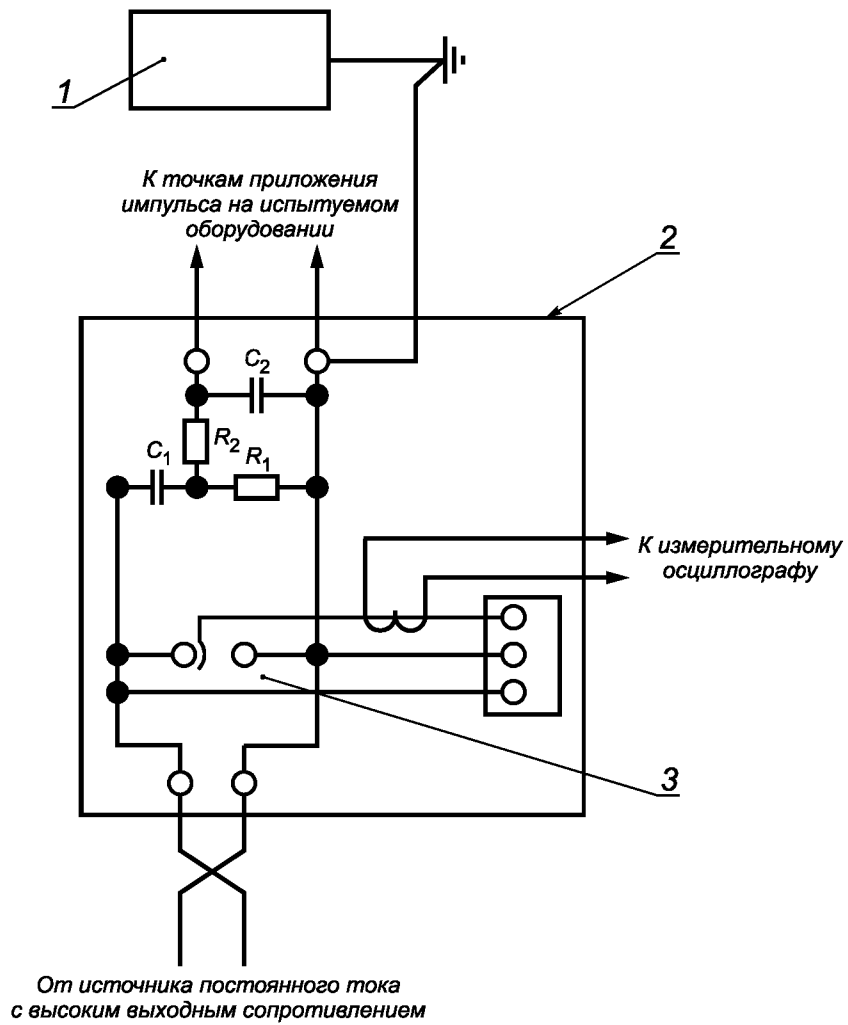 1
К точкам приложения
импульса на испытуемом
оборудовании
2
C2
R2
C1
R1
К измерительному
осциллографу
3
От источника постоянного тока
с высоким выходным сопротивлением